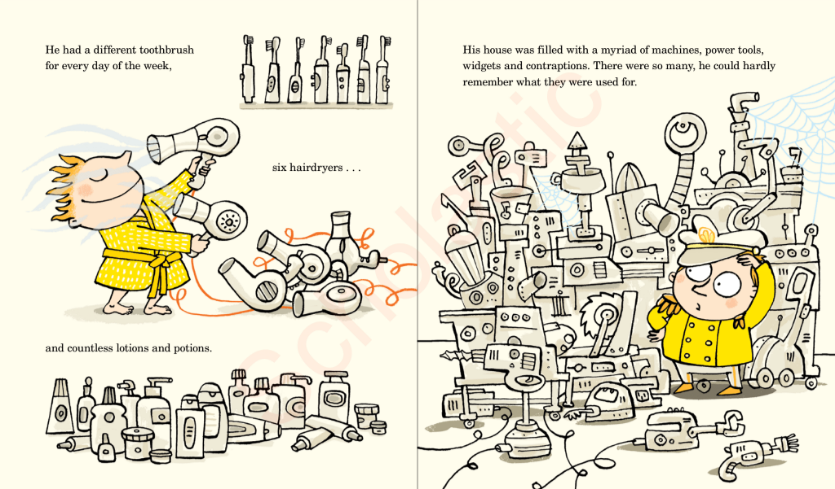 He had a different toothbrush
for every day of the week,
six hairdryers . . .
and countless lotions and potions.
His house was filled with a myriad of machines, power tools,
widgets and contraptions. There were so many, he could hardly
remember what they were used for.
Scholastic